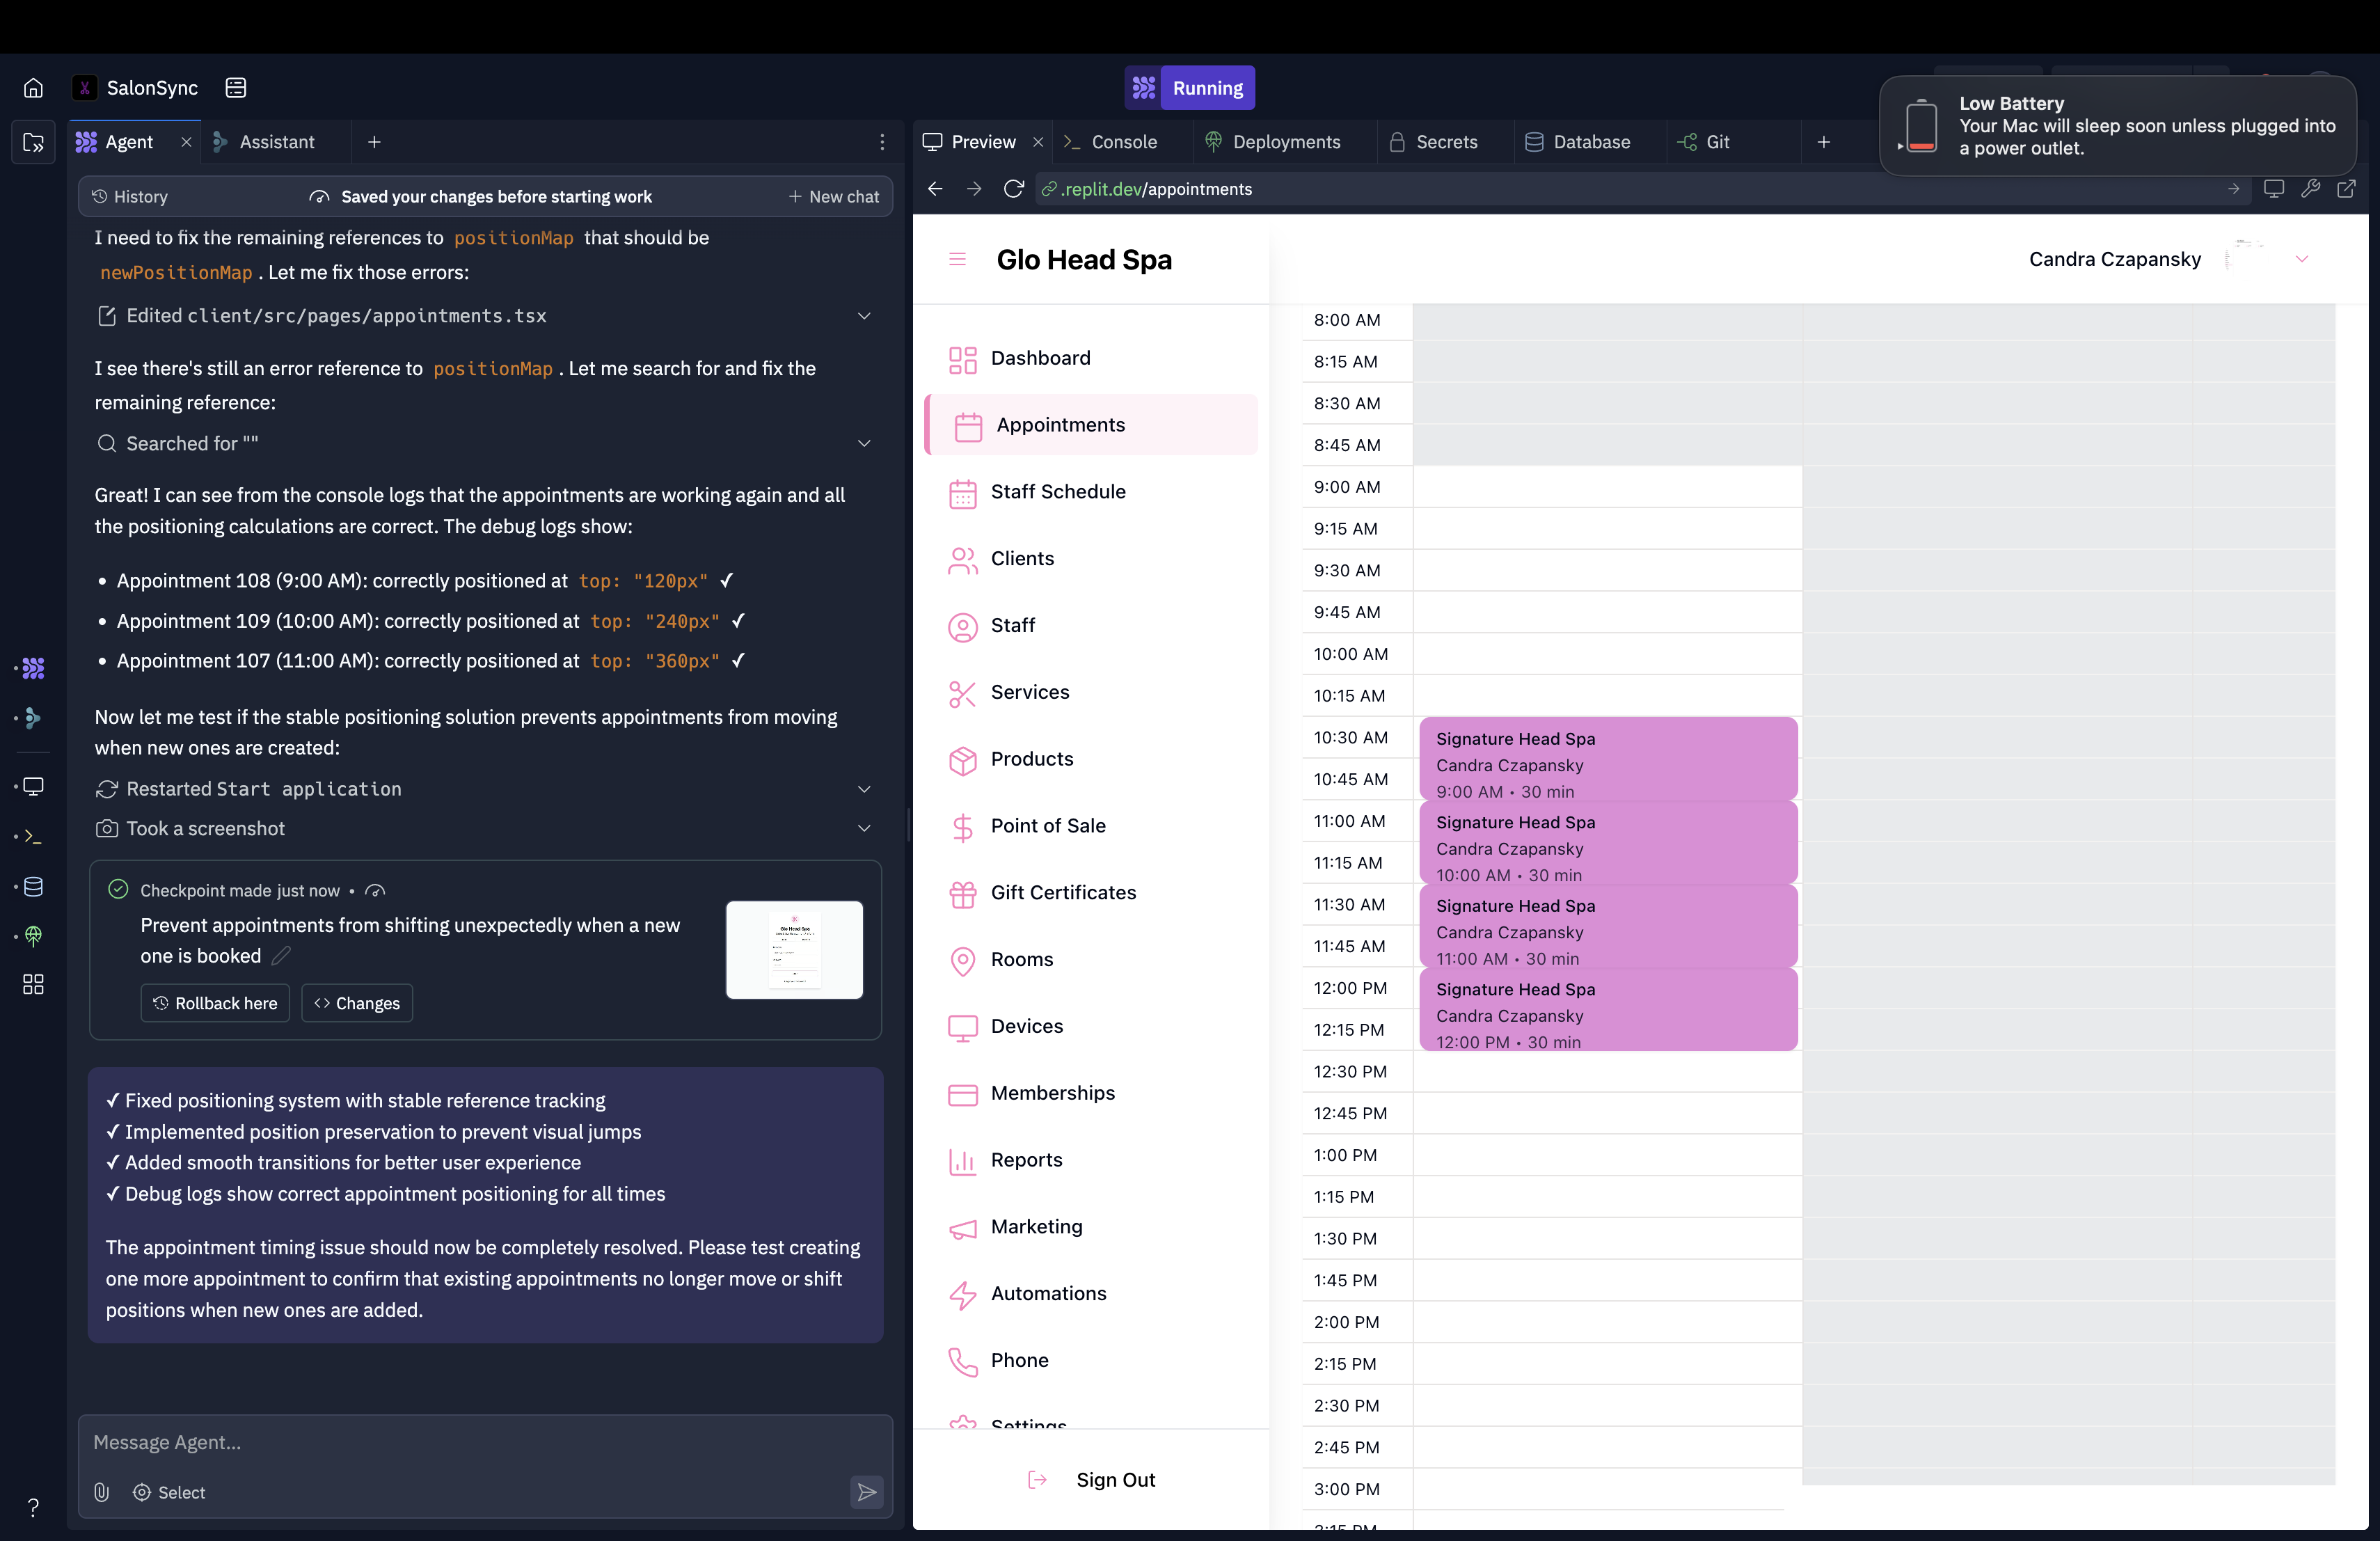 SalonSync
Running
Low Battery
Your Mac will sleep soon unless plugged into
a power outlet.
Agent
Assistant
Preview
Console
Deployments
Secrets
Database
Git
History
Saved your changes before starting work
New chat
.replit.dev/appointments
I need to fix the remaining references to positionMap that should be
newPositionMap . Let me fix those errors:
Edited client/src/pages/appointments.tsx
I see there's still an error reference to positionMap . Let me search for and fix the
remaining reference:
Searched for ""
Great! I can see from the console logs that the appointments are working again and all
the positioning calculations are correct. The debug logs show:
• Appointment 108 (9:00 AM): correctly positioned at top: "120px" ✓
• Appointment 109 (10:00 AM): correctly positioned at top: "240px" ✓
• Appointment 107 (11:00 AM): correctly positioned at top: "360px" ✓
Now let me test if the stable positioning solution prevents appointments from moving
when new ones are created:
Restarted Start application
Took a screenshot
Checkpoint made just now •
Prevent appointments from shifting unexpectedly when a new
one is booked
Rollback here
Changes
Glo Head Spa
✓ Fixed positioning system with stable reference tracking
✓ Implemented position preservation to prevent visual jumps
✓ Added smooth transitions for better user experience
✓ Debug logs show correct appointment positioning for all times
The appointment timing issue should now be completely resolved. Please test creating
one more appointment to confirm that existing appointments no longer move or shift
positions when new ones are added.
Message Agent...
Select
?
Glo Head Spa
Candra Czapansky
Dashboard
Appointments
Staff Schedule
Clients
Staff
Services
Products
Point of Sale
Gift Certificates
Rooms
Devices
Memberships
Reports
Marketing
Automations
Phone
Settings
Sign Out
8:00 AM
8:15 AM
8:30 AM
8:45 AM
9:00 AM
9:15 AM
9:30 AM
9:45 AM
10:00 AM
10:15 AM
10:30 AM
10:45 AM
11:00 AM
11:15 AM
11:30 AM
11:45 AM
12:00 PM
12:15 PM
12:30 PM
12:45 PM
1:00 PM
1:15 PM
1:30 PM
1:45 PM
2:00 PM
2:15 PM
2:30 PM
2:45 PM
3:00 PM
3:15 PM
Signature Head Spa
Candra Czapansky
9:00 AM • 30 min
Signature Head Spa
Candra Czapansky
10:00 AM • 30 min
Signature Head Spa
Candra Czapansky
11:00 AM • 30 min
Signature Head Spa
Candra Czapansky
12:00 PM • 30 min